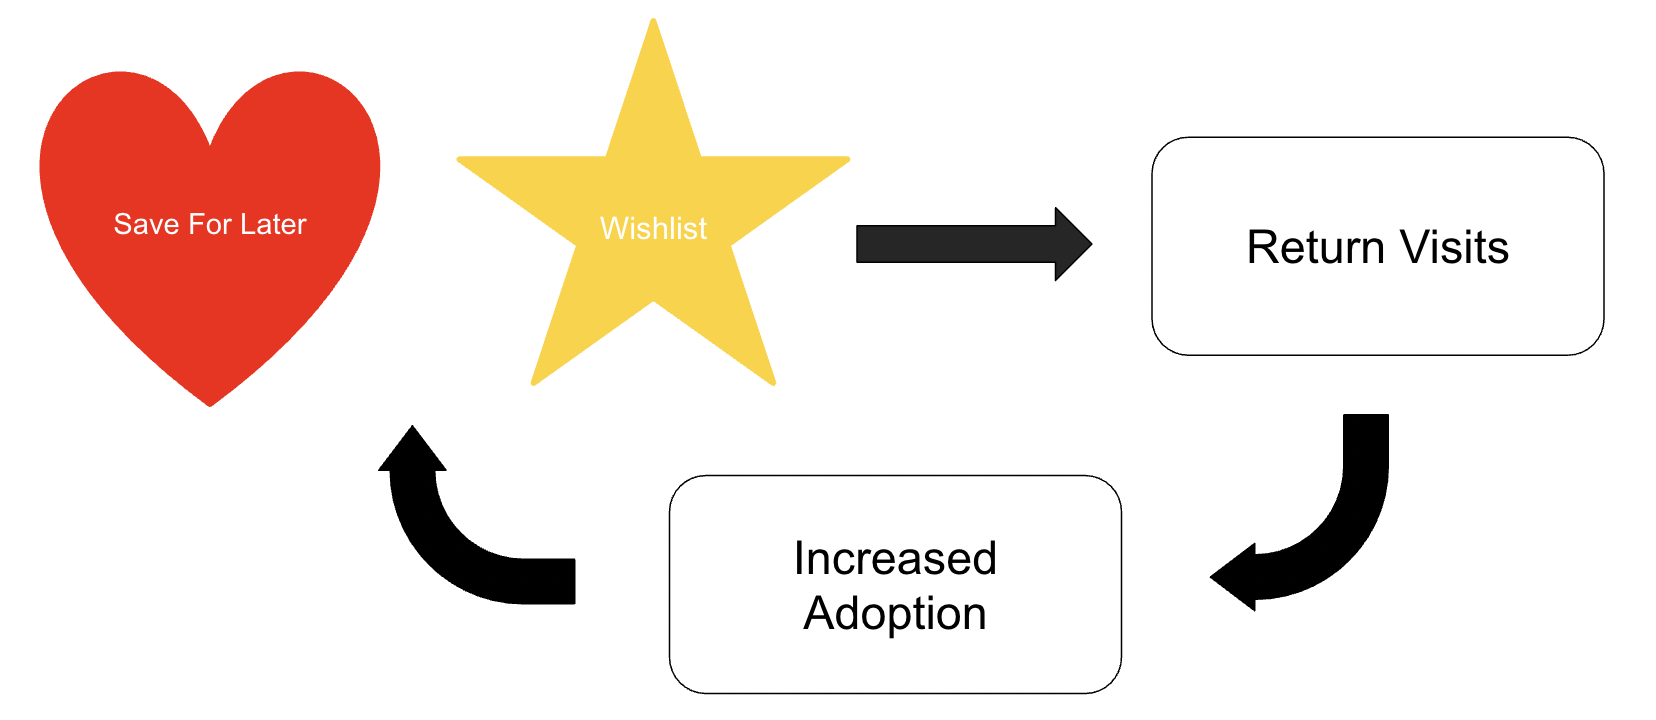 Save For Later
Wishlist
Return Visits
Increased
Adoption